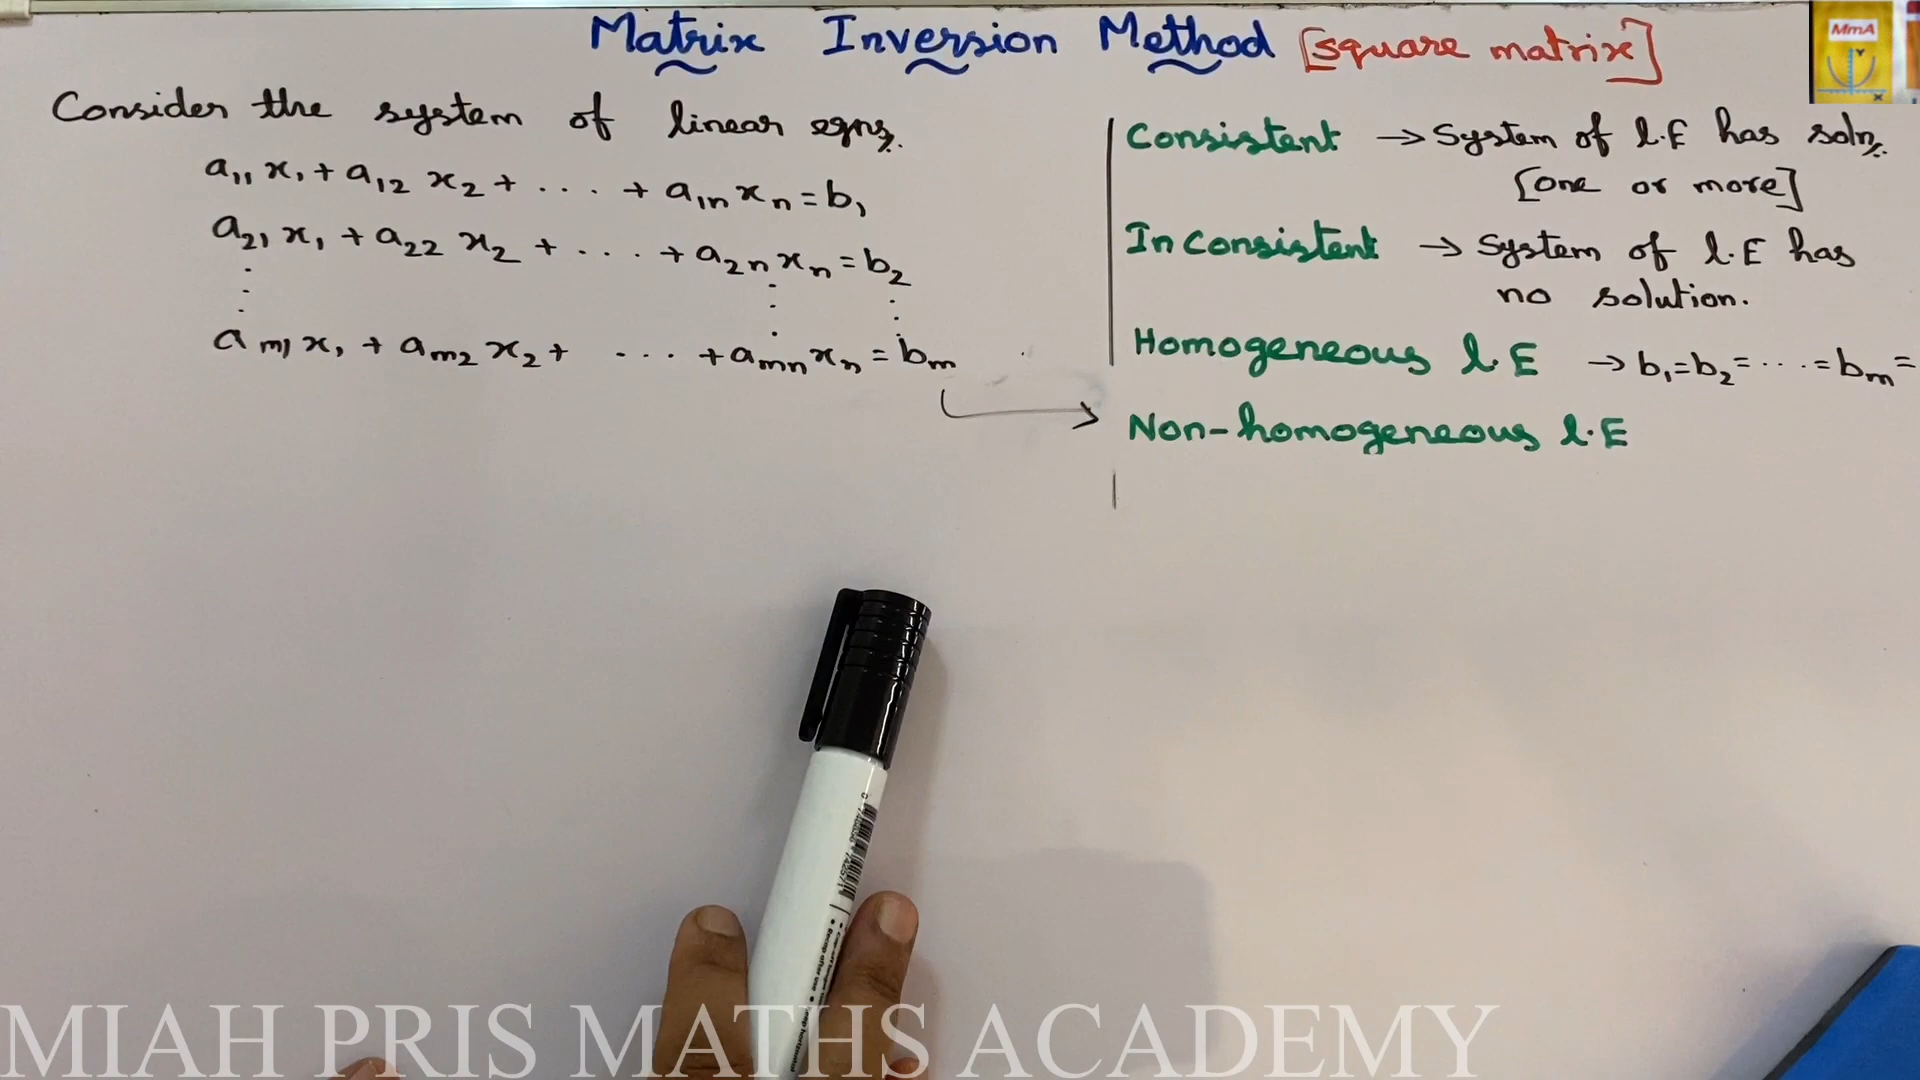 Matrix Inversion Method [square matrix]
MmA
Y
X
Consider the system of linear eqns.
a₁₁ x₁ + a₁₂ x₂ + . . . . + a₁ₙ xₙ = b₁
a₂₁ x₁ + a₂₂ x₂ + . . . . + a₂ₙ xₙ = b₂
aₘ₁ x₁ + aₘ₂ x₂ + . . . + aₘₙ xₙ = bₘ
Consistent → System of l.E has soln.
[one or more]
InConsistent → System of l.E has
no solution.
Homogeneous l.E → b₁=b₂= . . . . =bₘ=
Non-homogeneous l.E
MIAH PRIS MATHS ACADEMY